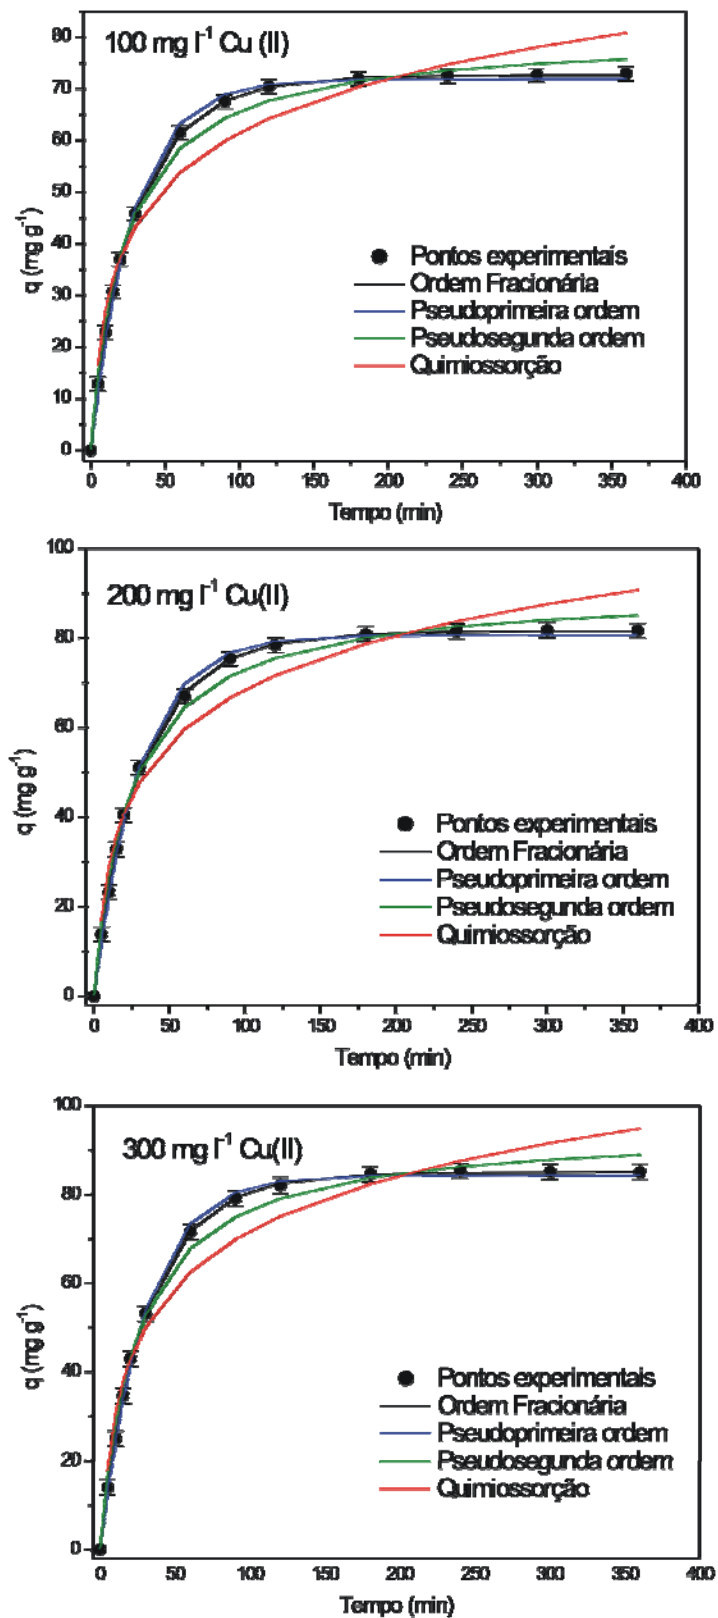 100 mg l⁻¹ Cu (II)
80
70
60
50
40
30
20
10
0
q (mg g⁻¹)
Pontos experimentais
Ordem Fracionária
Pseudoprimeira ordem
Pseudosegunda ordem
Quimiossorção
0 50 100 150 200 250 300 350 400
Tempo (min)
200 mg l⁻¹ Cu(II)
100
80
60
40
20
0
q (mg g⁻¹)
Pontos experimentais
Ordem Fracionária
Pseudoprimeira ordem
Pseudosegunda ordem
Quimiossorção
0 50 100 150 200 250 300 350 400
Tempo (min)
300 mg l⁻¹ Cu(II)
100
80
60
40
20
0
q (mg g⁻¹)
Pontos experimentais
Ordem Fracionária
Pseudoprimeira ordem
Pseudosegunda ordem
Quimiossorção
0 50 100 150 200 250 300 350 400
Tempo (min)